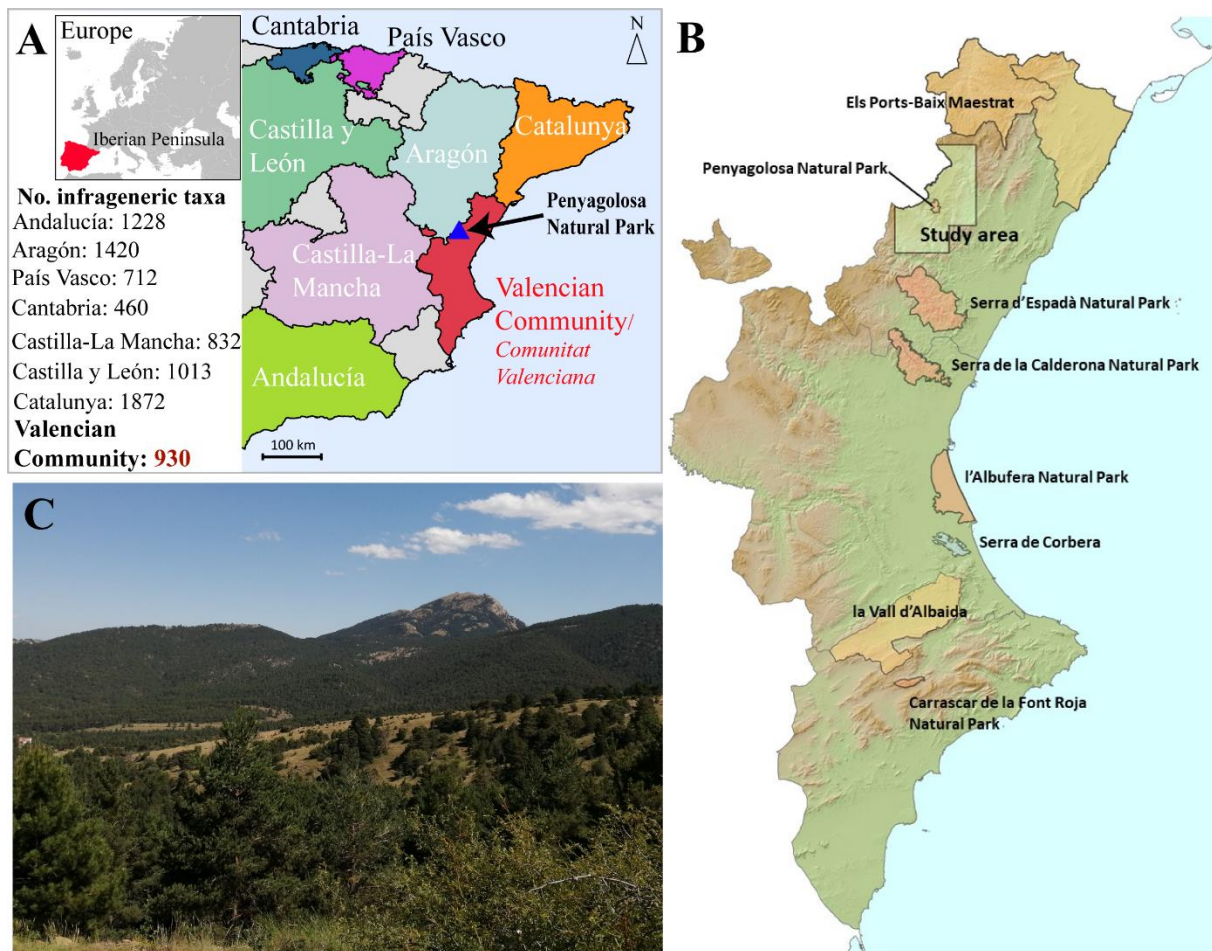 A
Europe
Iberian Peninsula
No. infrageneric taxa
Andalucía: 1228
Aragón: 1420
País Vasco: 712
Cantabria: 460
Castilla-La Mancha: 832
Castilla y León: 1013
Catalunya: 1872
Valencian
Community: 930
Cantabria
País Vasco
N
Castilla y
León
Aragón
Catalunya
Penyagolosa
Natural Park
Castilla-La
Mancha
Valencian
Community/
Comunitat
Valenciana
Andalucía
100 km
B
Els Ports-Baix Maestrat
Penyagolosa Natural Park
Study area
Serra d'Espadà Natural Park
Serra de la Calderona Natural Park
l'Albufera Natural Park
Serra de Corbera
la Vall d'Albaida
Carrascar de la Font Roja
Natural Park
C